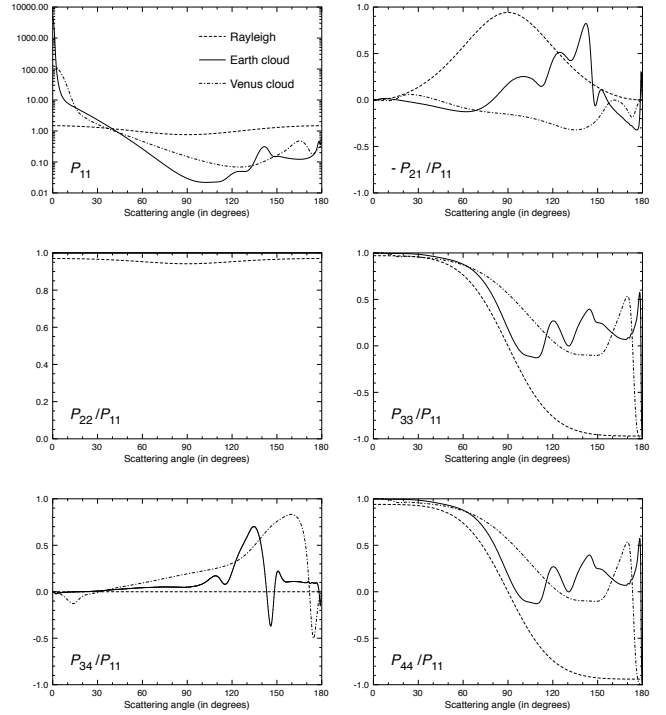 10000.00
1000.00
100.00
10.00
1.00
0.10
0.01
Rayleigh
Earth cloud
Venus cloud
P11
0 30 60 90 120 150 180
Scattering angle (in degrees)
1.0
0.5
0.0
-0.5
-1.0
- P21/P11
0 30 60 90 120 150 180
Scattering angle (in degrees)
1.0
0.8
0.6
0.4
0.2
0.0
P22/P11
0 30 60 90 120 150 180
Scattering angle (in degrees)
1.0
0.5
0.0
-0.5
-1.0
P33/P11
0 30 60 90 120 150 180
Scattering angle (in degrees)
1.0
0.5
0.0
-0.5
-1.0
P34/P11
0 30 60 90 120 150 180
Scattering angle (in degrees)
1.0
0.5
0.0
-0.5
-1.0
P44/P11
0 30 60 90 120 150 180
Scattering angle (in degrees)